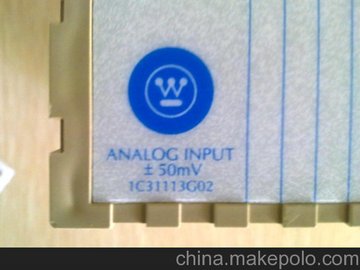 W
ANALOG INPUT
± 50mV
1C31113G02
china.makepolo.com